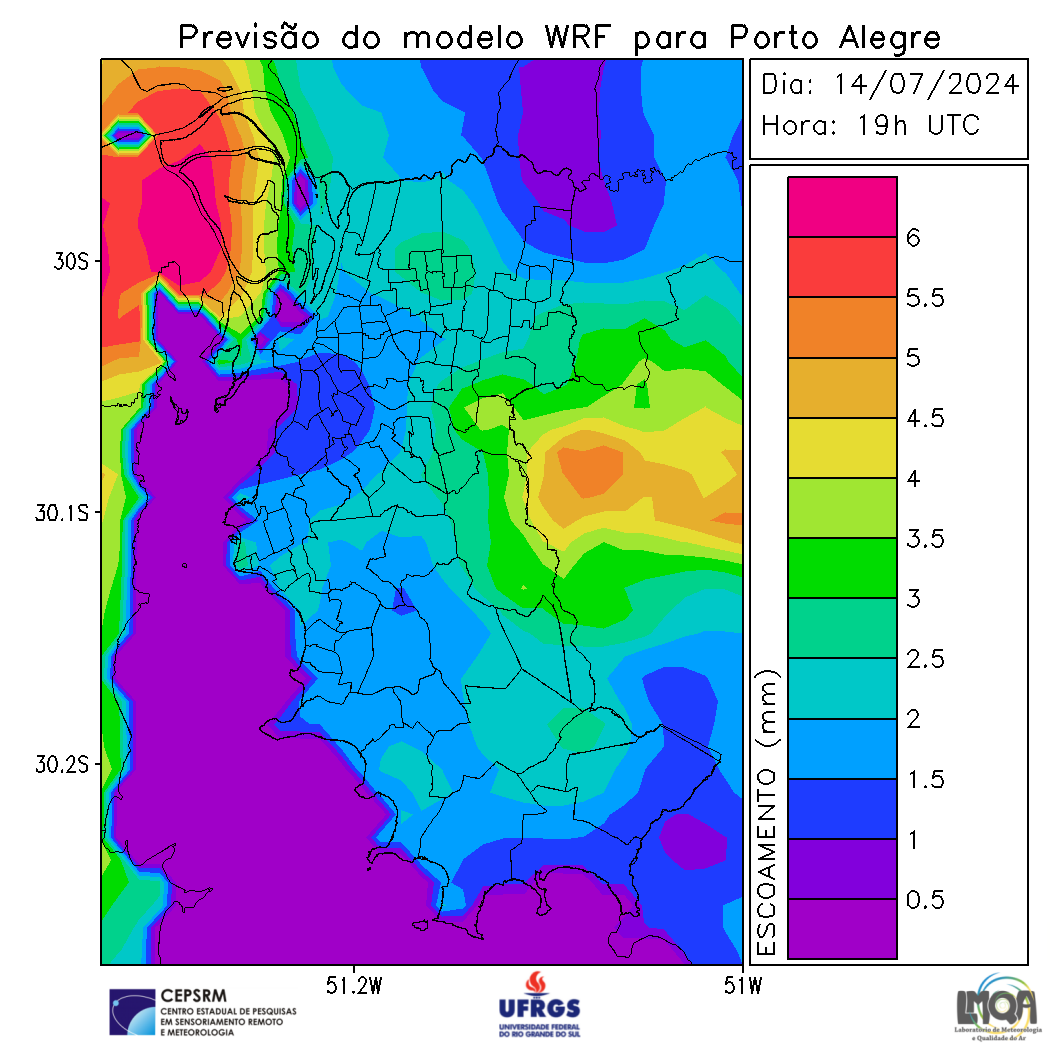 Previsão do modelo WRF para Porto Alegre
Dia: 14/07/2024
Hora: 19h UTC
30S
30.1S
30.2S
51.2W
51W
ESCOAMENTO (mm)
6
5.5
5
4.5
4
3.5
3
2.5
2
1.5
1
0.5
CEPSRM
CENTRO ESTADUAL DE PESQUISAS
EM SENSORIAMENTO REMOTO
E METEOROLOGIA
UFRGS
UNIVERSIDADE FEDERAL
DO RIO GRANDE DO SUL
LMQA
Laboratório de Meteorologia
e Qualidade do Ar